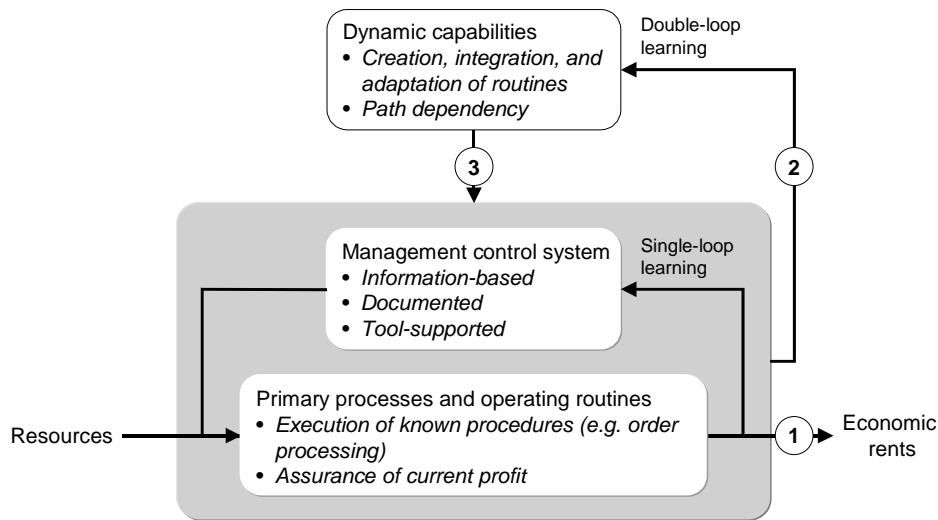 Dynamic capabilities
• Creation, integration, and
adaptation of routines
• Path dependency
Double-loop
learning
3
2
Management control system
• Information-based
• Documented
• Tool-supported
Single-loop
learning
Primary processes and operating routines
• Execution of known procedures (e.g. order
processing)
• Assurance of current profit
Resources
1
Economic
rents